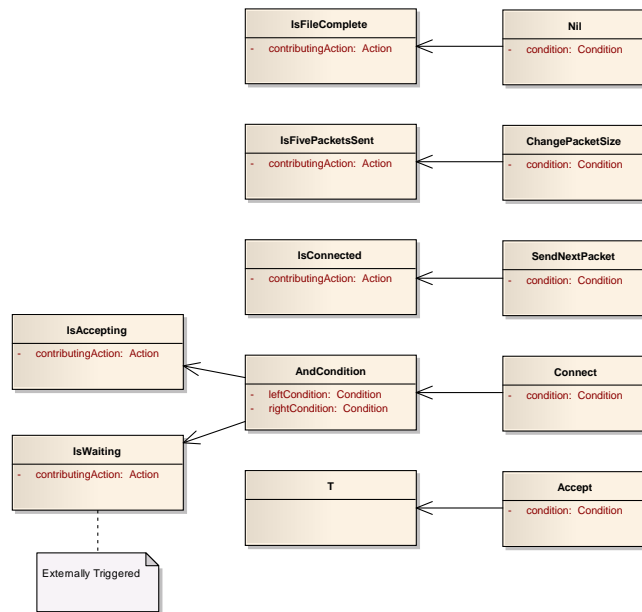 IsFileComplete
- contributingAction: Action
Nil
- condition: Condition
IsFivePacketsSent
- contributingAction: Action
ChangePacketSize
- condition: Condition
IsConnected
- contributingAction: Action
SendNextPacket
- condition: Condition
IsAccepting
- contributingAction: Action
AndCondition
- leftCondition: Condition
- rightCondition: Condition
Connect
- condition: Condition
IsWaiting
- contributingAction: Action
T
Accept
- condition: Condition
Externally Triggered